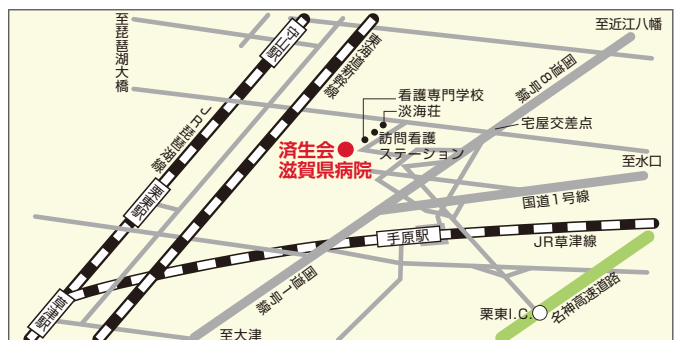 至琵琶湖大橋
守山駅
東海道新幹線
至近江八幡
国道8号線
看護専門学校
淡海荘
宅屋交差点
訪問看護
ステーション
済生会
滋賀県病院
JR琵琶湖線
至水口
栗東駅
国道1号線
手原駅
JR草津線
国道1号線
草津駅
栗東I.C.
名神高速道路
至大津